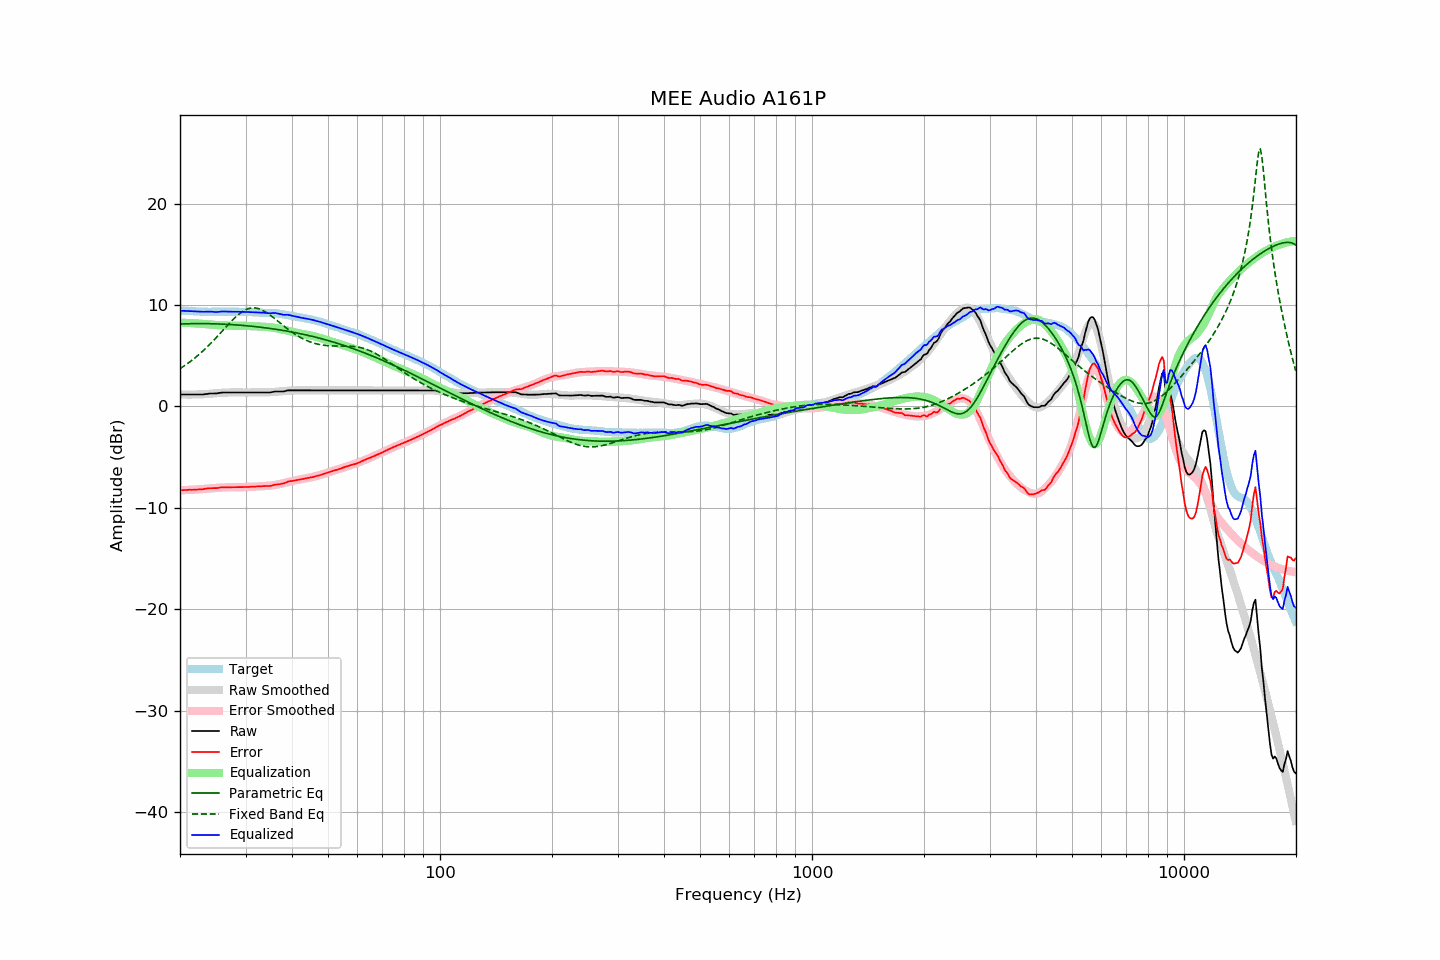 MEE Audio A161P
Amplitude (dBr)
20
10
0
−10
−20
−30
−40
Target
Raw Smoothed
Error Smoothed
Raw
Error
Equalization
Parametric Eq
Fixed Band Eq
Equalized
100
1000
10000
Frequency (Hz)